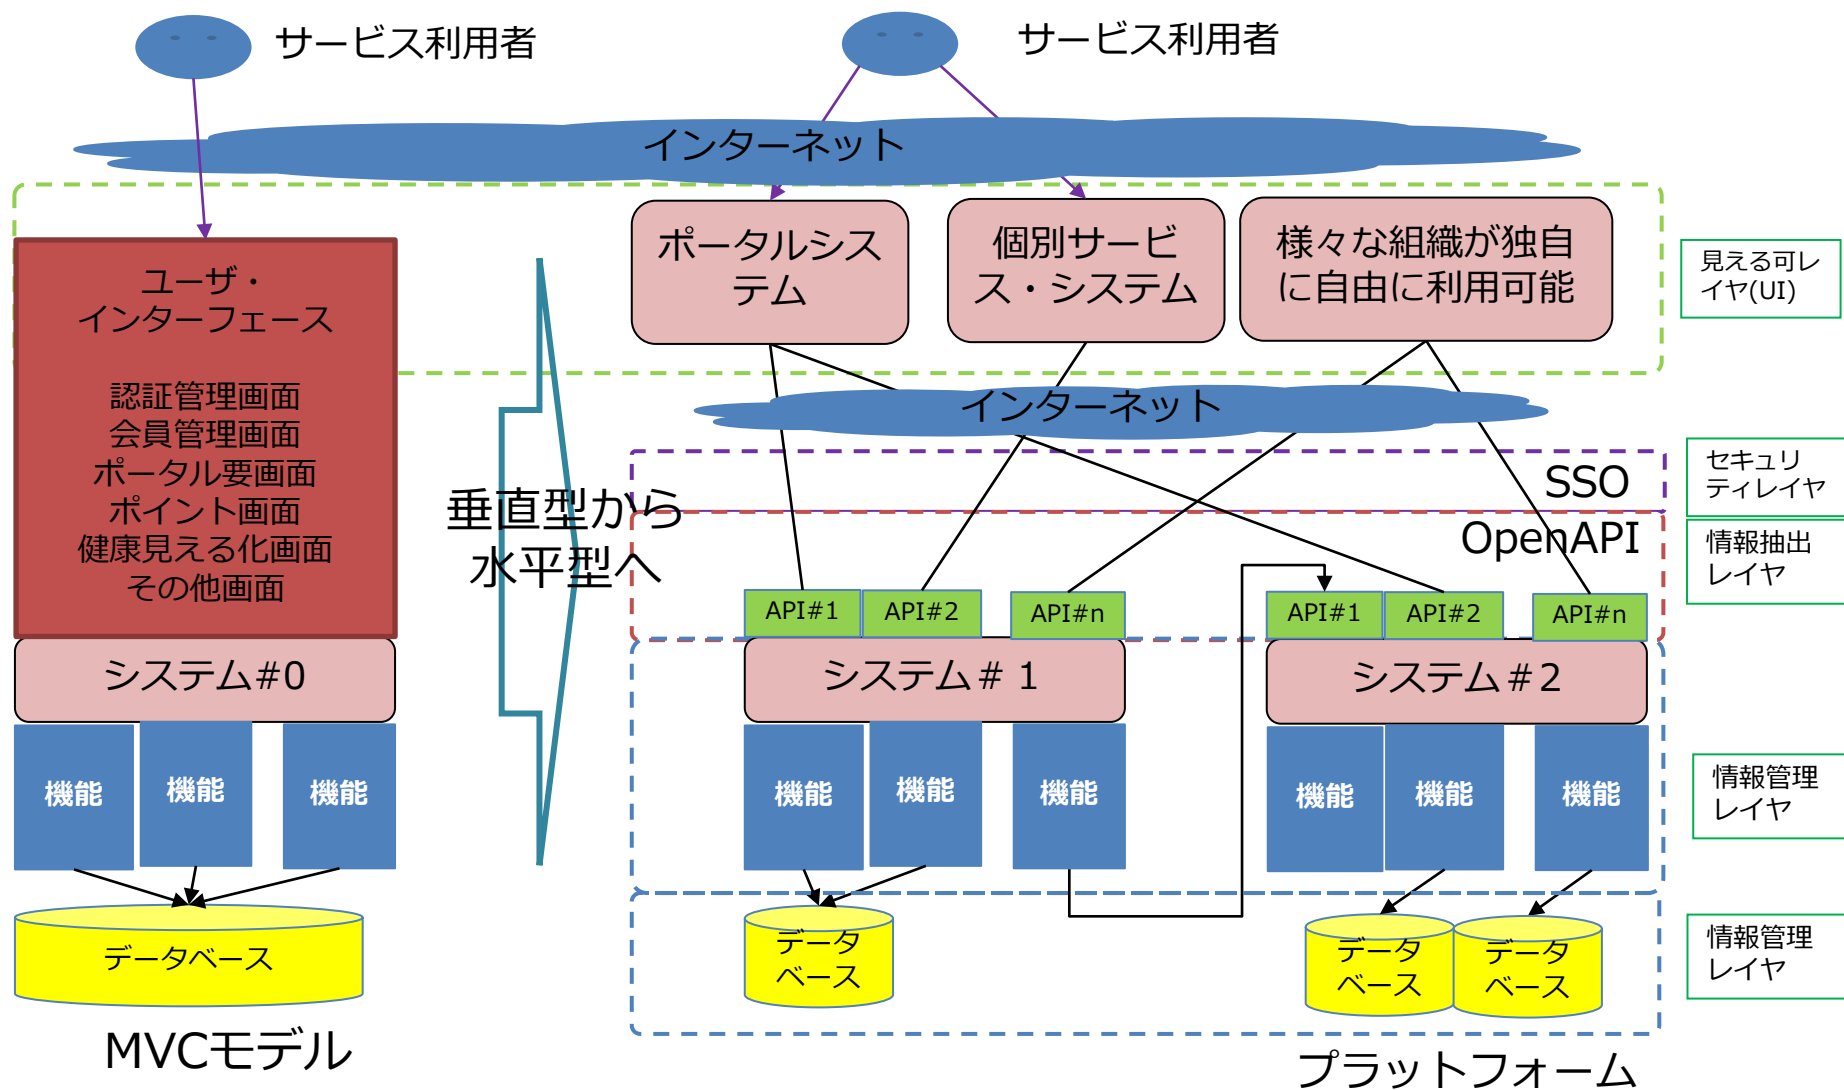 サービス利用者
サービス利用者
インターネット
ユーザ・
インターフェース
認証管理画面
会員管理画面
ポータル要画面
ポイント画面
健康見える化画面
その他画面
システム#0
機能
機能
機能
データベース
MVCモデル
垂直型から
水平型へ
ポータルシス
テム
個別サービ
ス・システム
様々な組織が独自
に自由に利用可能
インターネット
SSO
OpenAPI
API#1
API#2
API#n
API#1
API#2
API#n
システム#1
システム#2
機能
機能
機能
機能
機能
機能
データ
ベース
データ
ベース
データ
ベース
プラットフォーム
見える可レ
イヤ(UI)
セキュリ
ティレイヤ
情報抽出
レイヤ
情報管理
レイヤ
情報管理
レイヤ